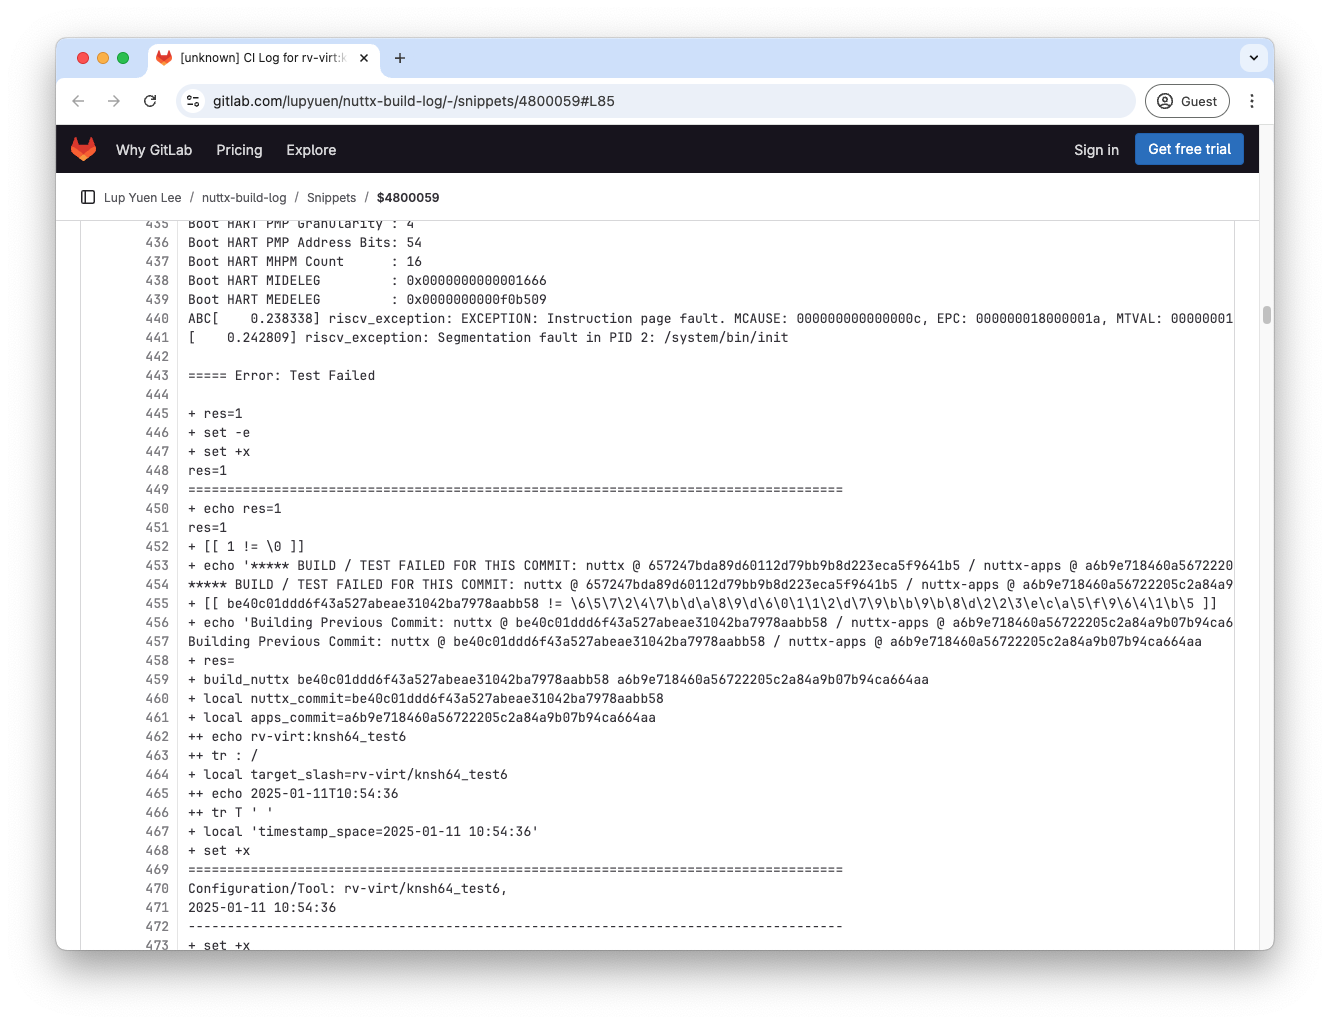 [unknown] CI Log for rv-virt:k
gitlab.com/lupyuen/nuttx-build-log/-/snippets/4800059#L85
Guest
Why GitLab Pricing Explore Sign in Get free trial
Lup Yuen Lee / nuttx-build-log / Snippets / $4800059
435 Boot HART PMP Granularity : 4
436 Boot HART PMP Address Bits: 54
437 Boot HART MHPM Count      : 16
438 Boot HART MIDELEG         : 0x0000000000001666
439 Boot HART MEDELEG         : 0x0000000000f0b509
440 ABC[    0.238338] riscv_exception: EXCEPTION: Instruction page fault. MCAUSE: 000000000000000c, EPC: 000000018000001a, MTVAL: 00000001
441 [    0.242809] riscv_exception: Segmentation fault in PID 2: /system/bin/init
442
443 ===== Error: Test Failed
444
445 + res=1
446 + set -e
447 + set +x
448 res=1
449 ====================================================================================
450 + echo res=1
451 res=1
452 + [[ 1 != \0 ]]
453 + echo '***** BUILD / TEST FAILED FOR THIS COMMIT: nuttx @ 657247bda89d60112d79bb9b8d223eca5f9641b5 / nuttx-apps @ a6b9e718460a5672220
454 ***** BUILD / TEST FAILED FOR THIS COMMIT: nuttx @ 657247bda89d60112d79bb9b8d223eca5f9641b5 / nuttx-apps @ a6b9e718460a56722205c2a84a9
455 + [[ be40c01ddd6f43a527abeae31042ba7978aabb58 != \6\5\7\2\4\7\b\d\a\8\9\d\6\0\1\1\2\d\7\9\b\b\9\b\8\d\2\2\3\e\c\a\5\f\9\6\4\1\b\5 ]]
456 + echo 'Building Previous Commit: nuttx @ be40c01ddd6f43a527abeae31042ba7978aabb58 / nuttx-apps @ a6b9e718460a56722205c2a84a9b07b94ca6
457 Building Previous Commit: nuttx @ be40c01ddd6f43a527abeae31042ba7978aabb58 / nuttx-apps @ a6b9e718460a56722205c2a84a9b07b94ca664aa
458 + res=
459 + build_nuttx be40c01ddd6f43a527abeae31042ba7978aabb58 a6b9e718460a56722205c2a84a9b07b94ca664aa
460 + local nuttx_commit=be40c01ddd6f43a527abeae31042ba7978aabb58
461 + local apps_commit=a6b9e718460a56722205c2a84a9b07b94ca664aa
462 ++ echo rv-virt:knsh64_test6
463 ++ tr : /
464 + local target_slash=rv-virt/knsh64_test6
465 ++ echo 2025-01-11T10:54:36
466 ++ tr T ' '
467 + local 'timestamp_space=2025-01-11 10:54:36'
468 + set +x
469 ====================================================================================
470 Configuration/Tool: rv-virt/knsh64_test6,
471 2025-01-11 10:54:36
472 ------------------------------------------------------------------------------------
473 + set +x